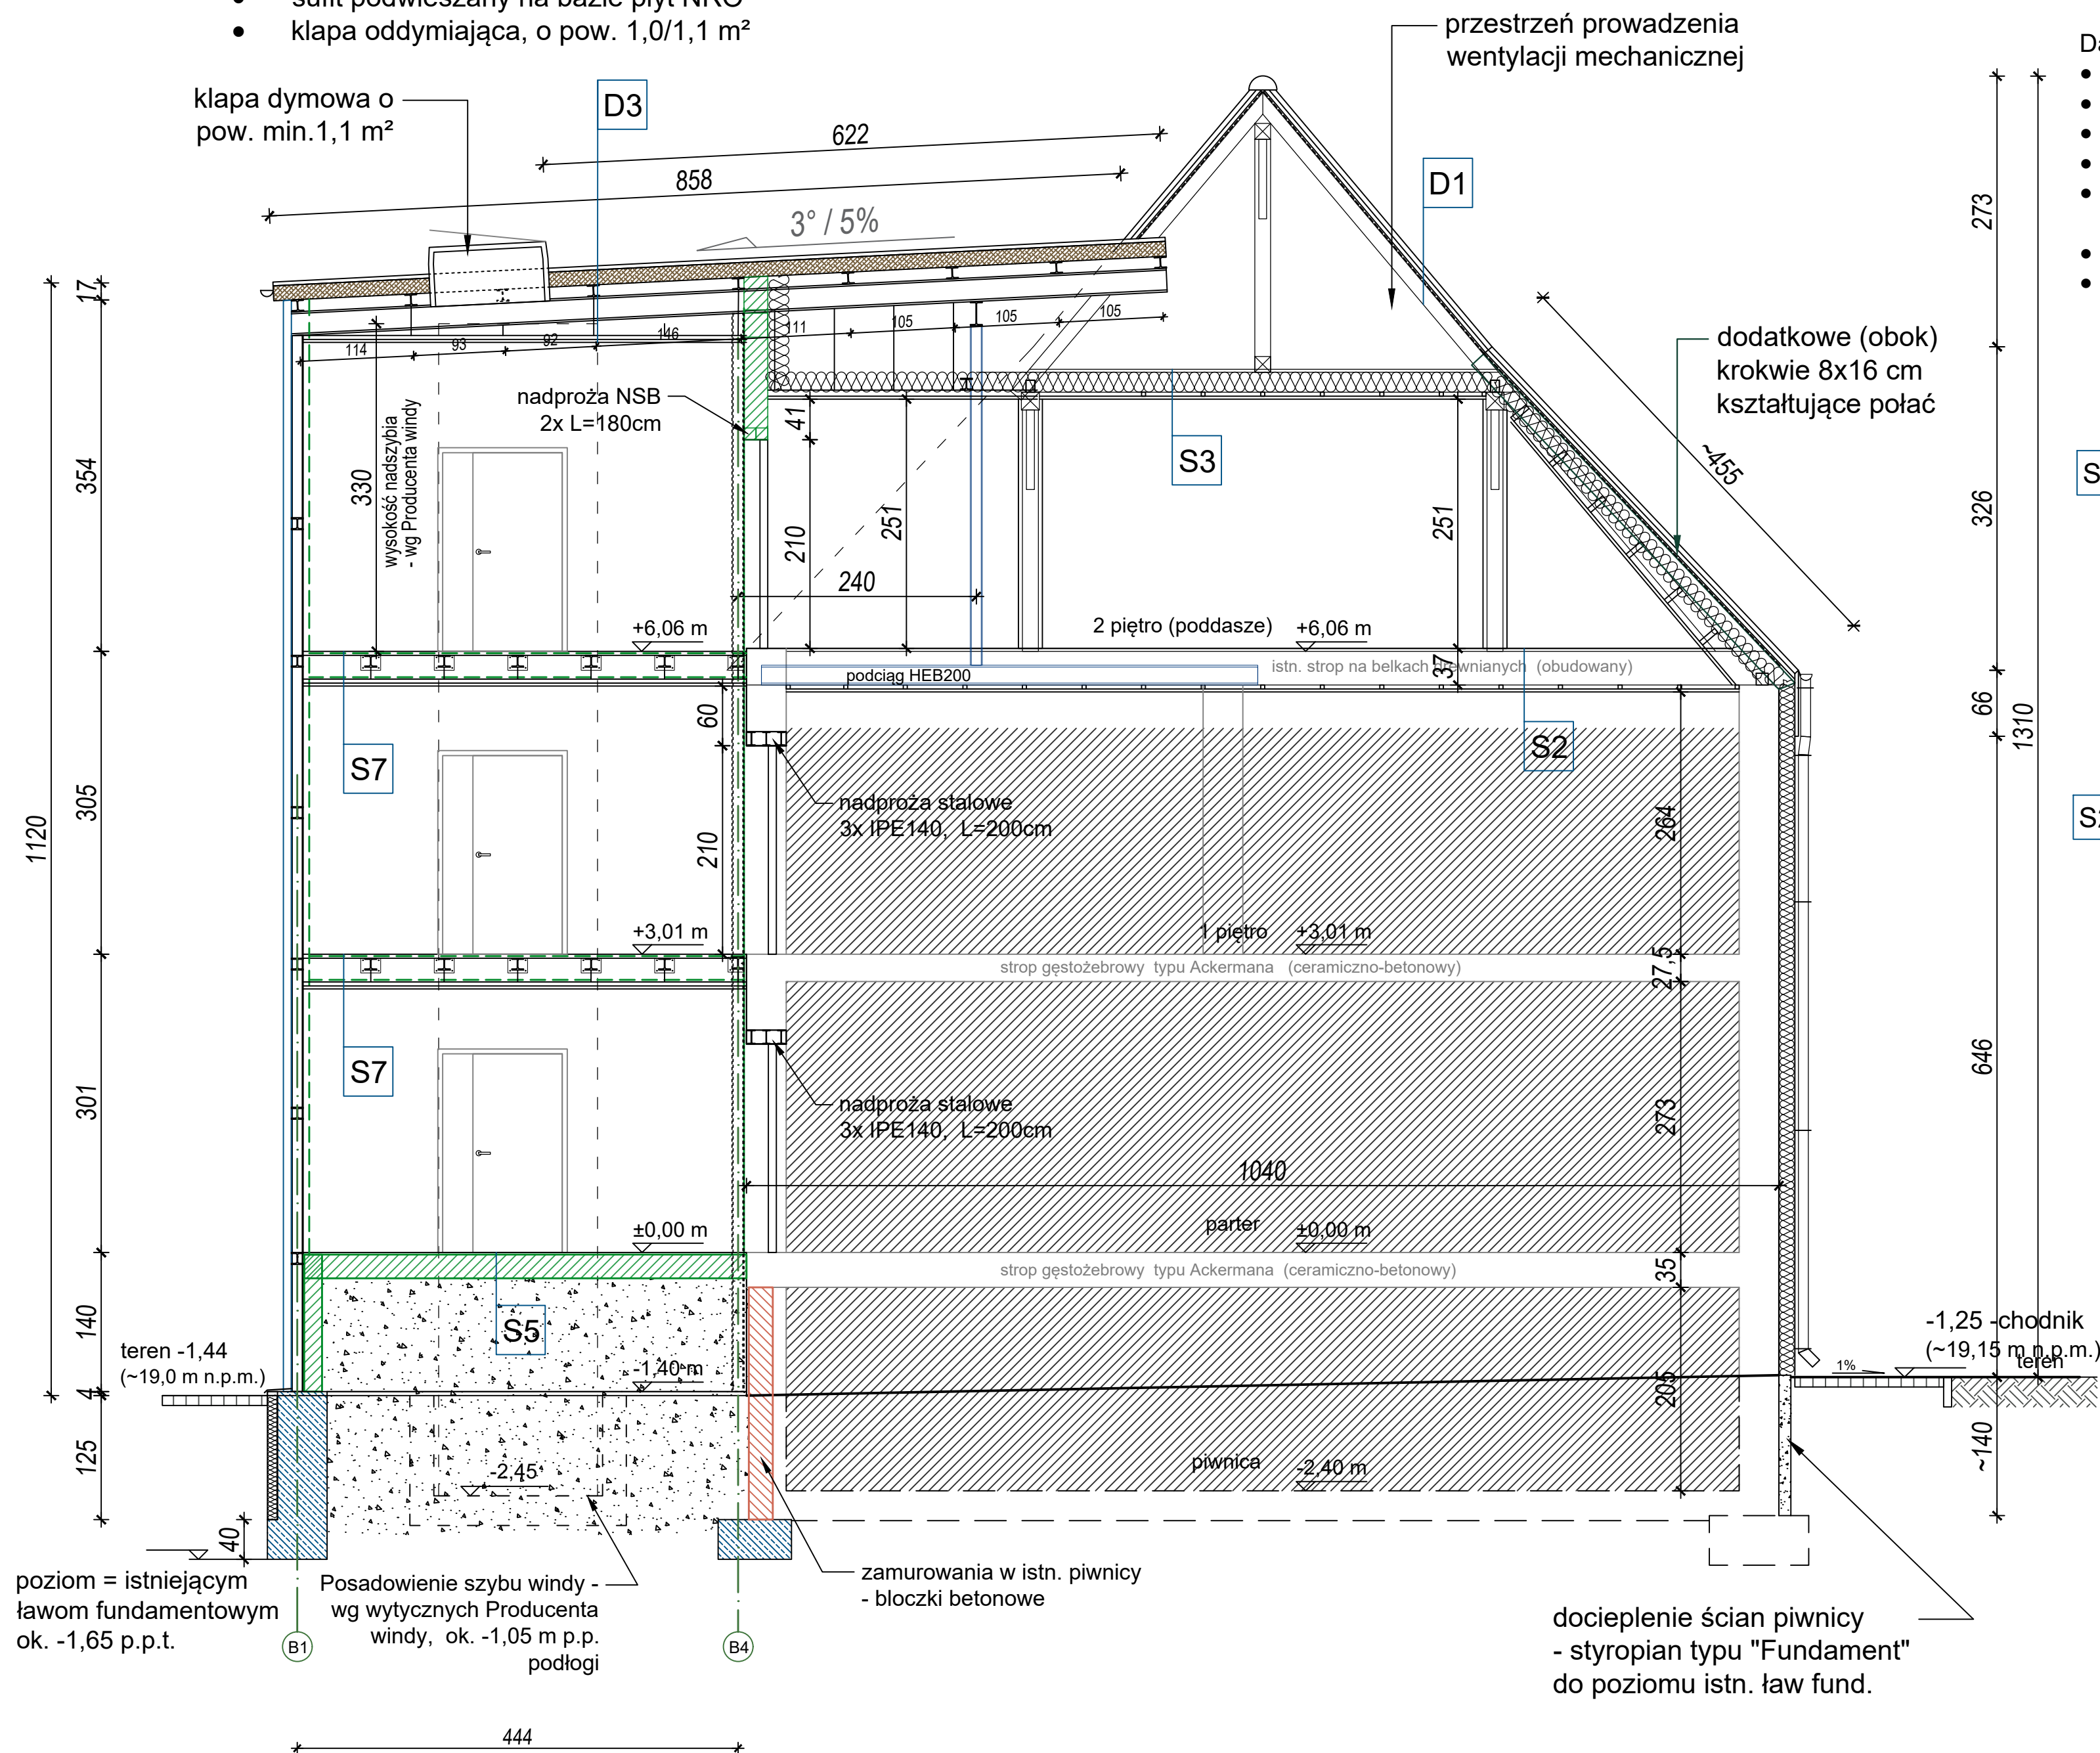 sufit podwieszany na bazie płyt NRO
• klapa oddymiająca, o pow. 1,0/1,1 m²
klapa dymowa o
pow. min.1,1 m²
D3
przestrzeń prowadzenia
wentylacji mechanicznej
622
858
3° / 5%
D1
273
17
114
93
92
146
111
105
105
105
dodatkowe (obok)
krokwie 8x16 cm
kształtujące połać
nadproża NSB
2x L=180cm
41
S3
~455
354
330
wysokość nadszybia
- wg Producenta windy
210
251
251
326
240
+6,06 m
2 piętro (poddasze)
+6,06 m
podciąg HEB200
istn. strop na belkach drewnianych (obudowany)
37
60
66
1310
S7
S2
nadproża stalowe
3x IPE140, L=200cm
305
1120
210
264
+3,01 m
1 piętro
+3,01 m
strop gęstożebrowy typu Ackermana (ceramiczno-betonowy)
27,5
S7
301
nadproża stalowe
3x IPE140, L=200cm
273
646
1040
±0,00 m
parter
±0,00 m
strop gęstożebrowy typu Ackermana (ceramiczno-betonowy)
35
140
S5
teren -1,44
(~19,0 m n.p.m.)
4
-1,40 m
205
1%
-1,25 -chodnik
(~19,15 m n.p.m.)
teren
125
-2,45
piwnica
-2,40 m
~140
40
poziom = istniejącym
ławom fundamentowym
ok. -1,65 p.p.t.
Posadowienie szybu windy -
wg wytycznych Producenta
windy, ok. -1,05 m p.p.
podłogi
zamurowania w istn. piwnicy
- bloczki betonowe
docieplenie ścian piwnicy
- styropian typu "Fundament"
do poziomu istn. ław fund.
B1
B4
444